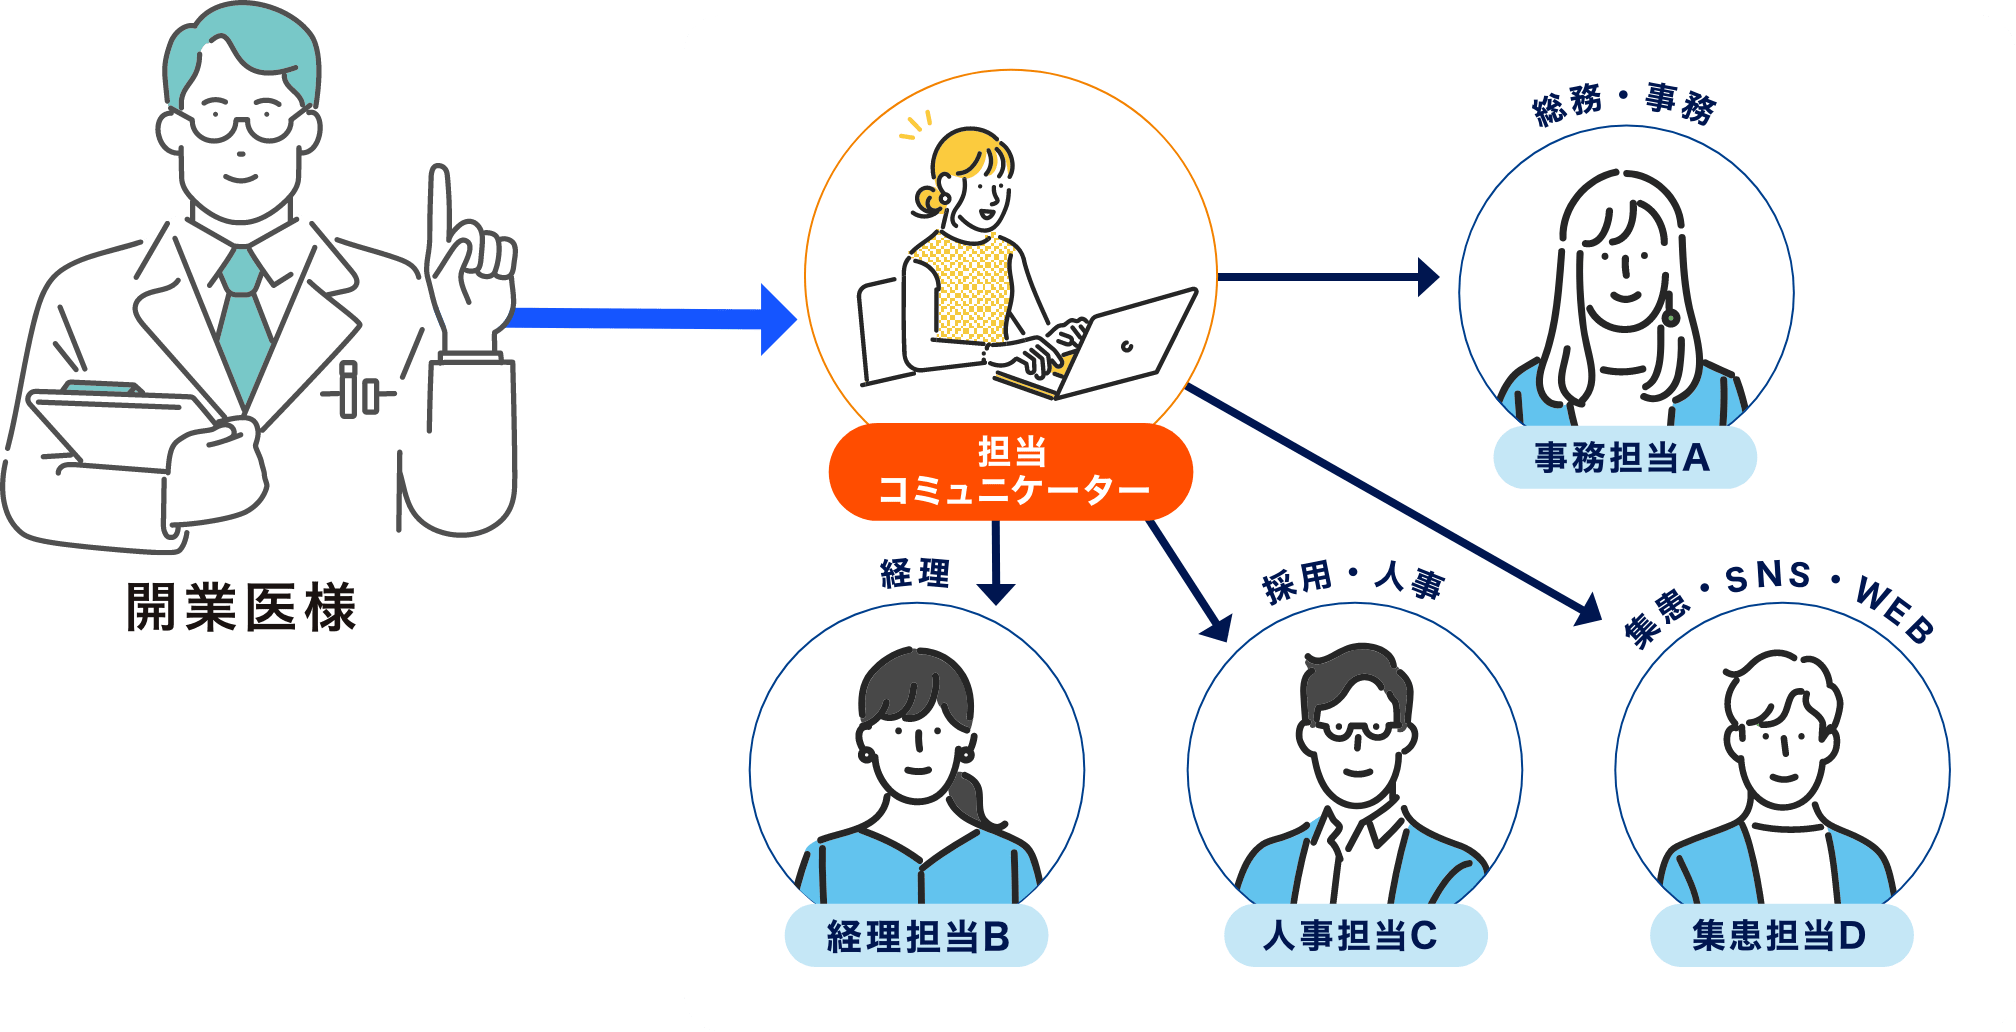 開業医様
担当
コミュニケーター
総務・事務
事務担当A
経理
経理担当B
採用・人事
人事担当C
集患・SNS・WEB
集患担当D